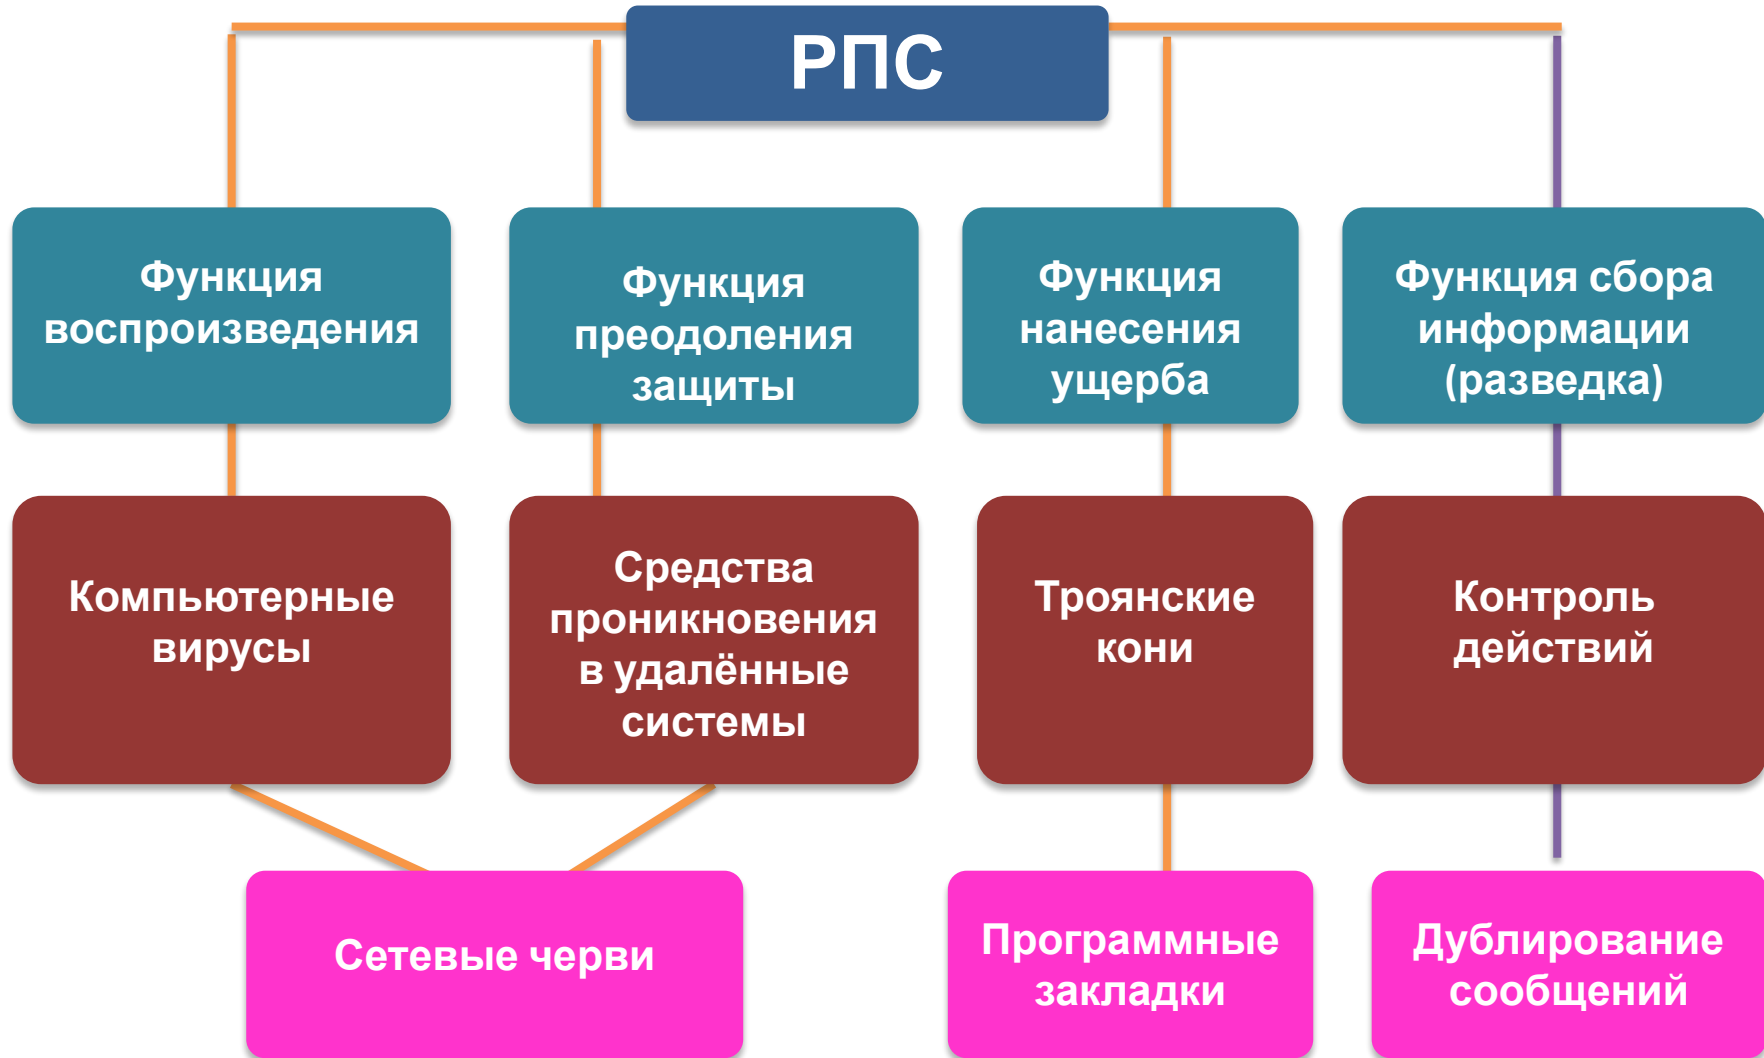 РПС
Функция
воспроизведения
Функция
преодоления
защиты
Функция
нанесения
ущерба
Функция сбора
информации
(разведка)
Компьютерные
вирусы
Средства
проникновения
в удалённые
системы
Троянские
кони
Контроль
действий
Сетевые черви
Программные
закладки
Дублирование
сообщений